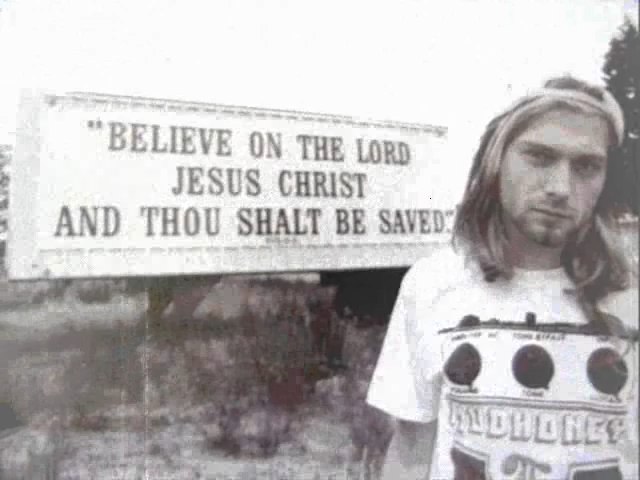 "BELIEVE ON THE LORD
JESUS CHRIST
AND THOU SHALT BE SAVED"
MUDHONEY